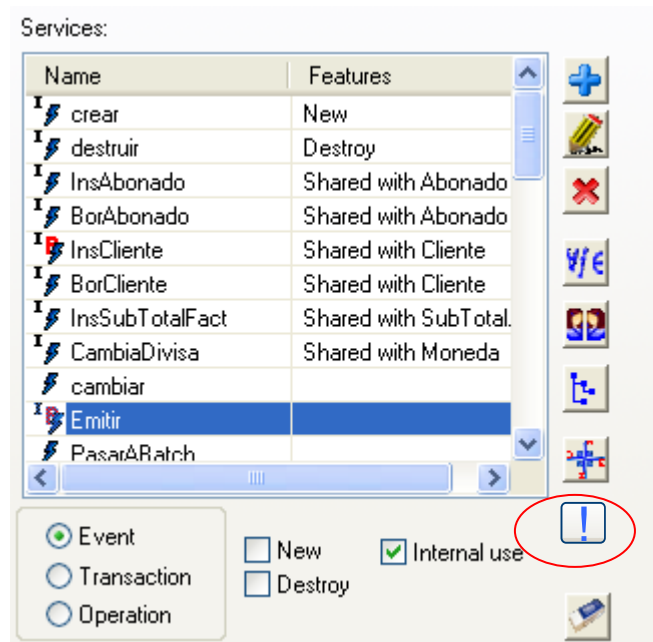 Services:
Name Features
I crear New
I destruir Destroy
I InsAbonado Shared with Abonado
I BorAbonado Shared with Abonado
I B InsCliente Shared with Cliente
I BorCliente Shared with Cliente
I InsSubTotalFact Shared with SubTotal.
I CambiaDivisa Shared with Moneda
cambiar
I B Emitir
PasarABatch
∀/∈
!
Event
New Internal use
Transaction
Destroy
Operation